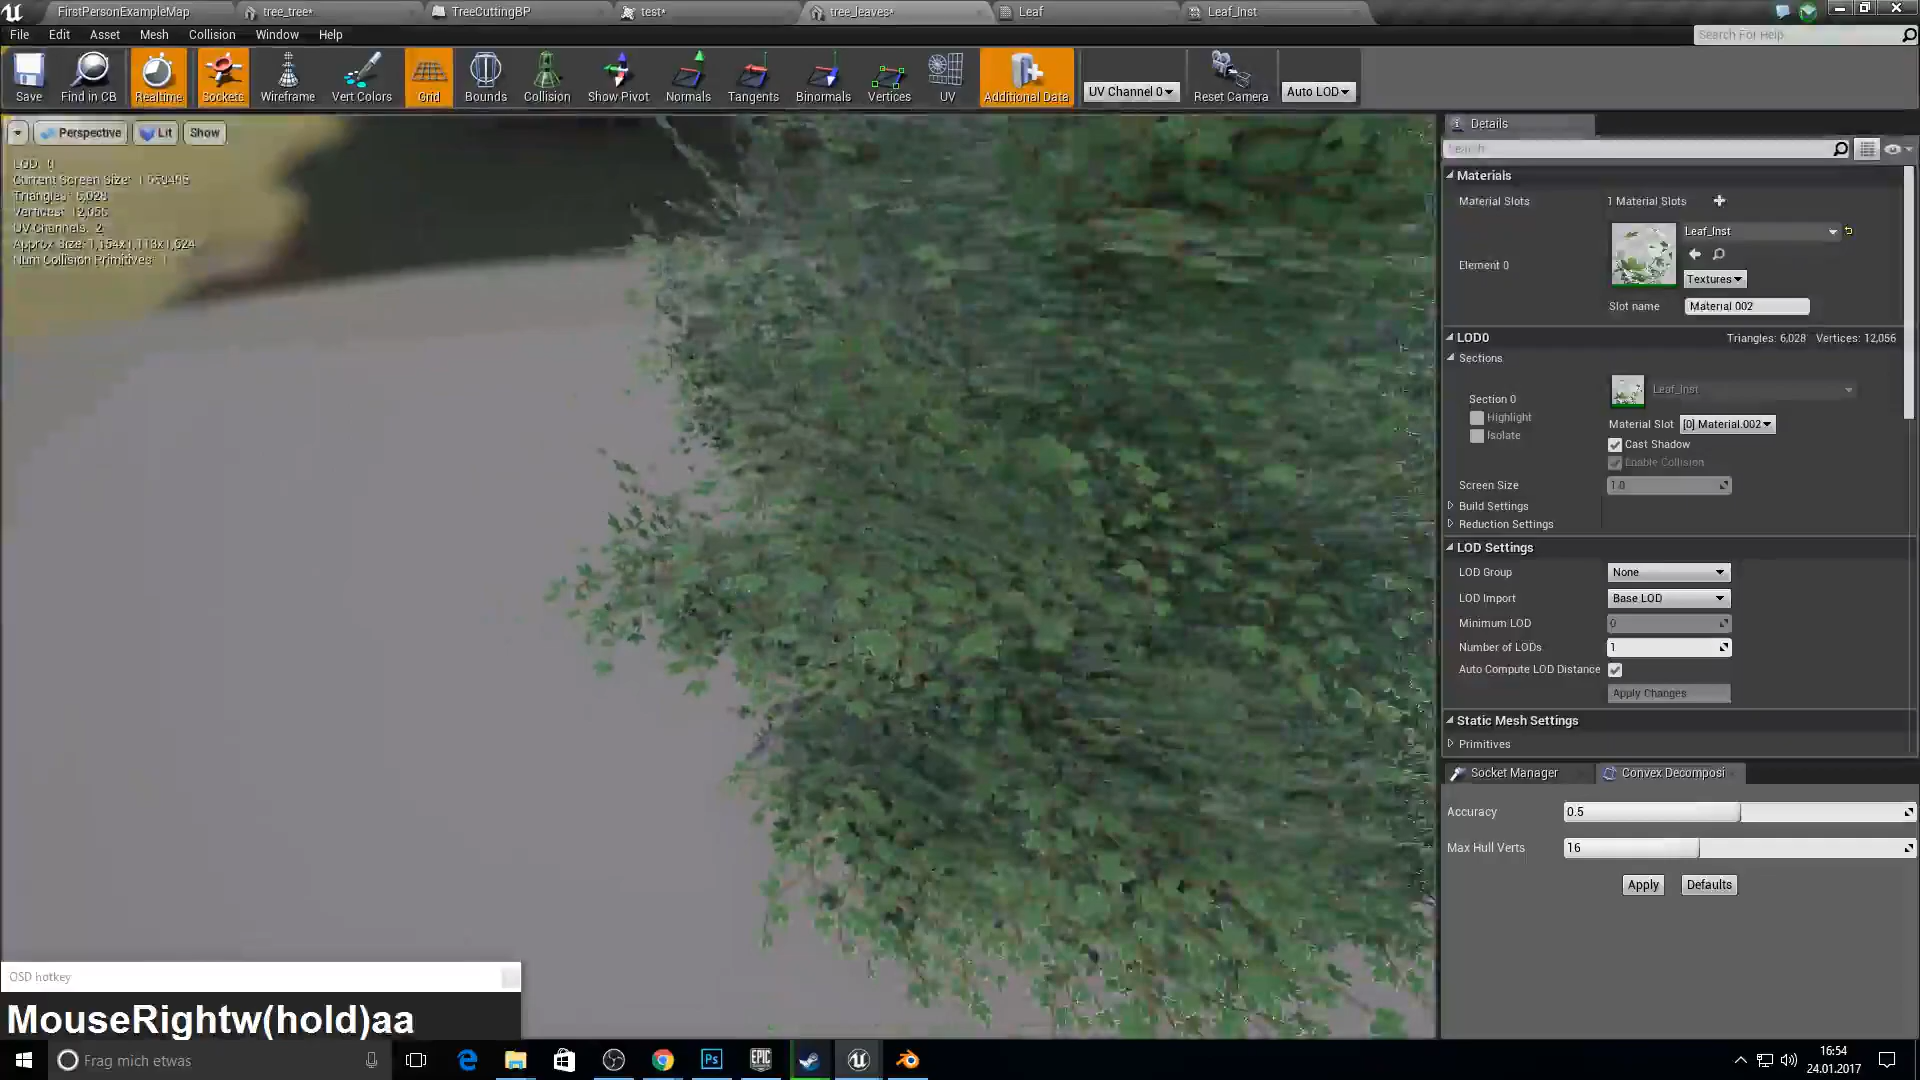 FirstPersonExampleMap
tree_tree*
TreeCuttingBP
test*
tree_leaves*
Leaf
Leaf_Inst
File Edit Asset Mesh Collision Window Help
Search For Help
Save
Find in CB
Realtime
Sockets
Wireframe
Vert Colors
Grid
Bounds
Collision
Show Pivot
Normals
Tangents
Binormals
Vertices
UV
Additional Data
UV Channel 0
Reset Camera
Auto LOD
Perspective
Lit
Show
LOD: 0
Current Screen Size:
Triangles: 6,028
Vertices: 12,056
UV Channels: 2
Approx Size: 1,154x1,113x1,624
Num Collision Primitives: 1
Details
Search
Materials
Material Slots
1 Material Slots
Element 0
Leaf_Inst
Textures
Slot name
Material.002
LOD0
Triangles: 6,028 Vertices: 12,056
Sections
Section 0
Highlight
Isolate
Leaf_Inst
Material Slot
[0] Material.002
Cast Shadow
Enable Collision
Screen Size
1.0
Build Settings
Reduction Settings
LOD Settings
LOD Group
None
LOD Import
Base LOD
Minimum LOD
0
Number of LODs
1
Auto Compute LOD Distance
Apply Changes
Static Mesh Settings
Primitives
Socket Manager
Convex Decomposi
Accuracy
0.5
Max Hull Verts
16
Apply
Defaults
OSD hotkey
MouseRightw(hold)aa
Frag mich etwas
Ps
EPIC
GAMES
16:54
24.01.2017